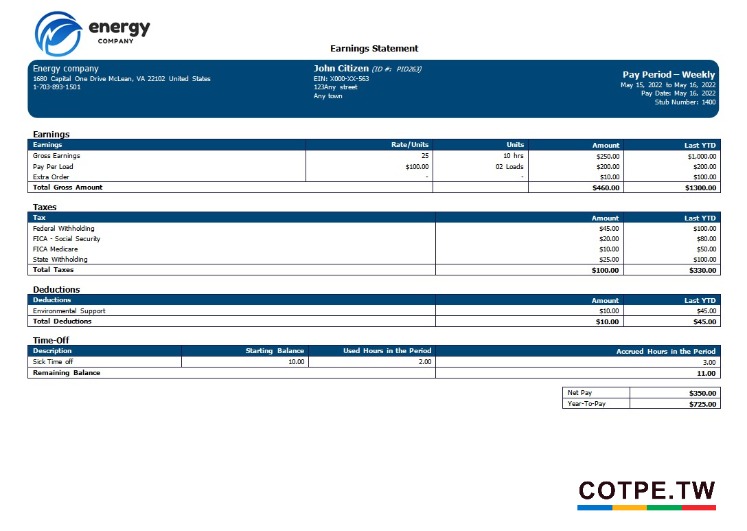 energy
COMPANY
Earnings Statement
Energy company
1680 Capital One Drive McLean, VA 22102 United States
1-703-893-1501
John Citizen (ID #: PID263)
EIN: X000-XX-563
123Any street
Any town
Pay Period – Weekly
May 15, 2022 to May 16, 2022
Pay Date: May 16, 2022
Stub Number: 1400
Earnings
Earnings Rate/Units Units Amount Last YTD
Gross Earnings 25 10 hrs $250.00 $1,000.00
Pay Per Load $100.00 02 Loads $200.00 $200.00
Extra Order - - $10.00 $100.00
Total Gross Amount $460.00 $1300.00
Taxes
Tax Amount Last YTD
Federal Withholding $45.00 $100.00
FICA - Social Security $20.00 $80.00
FICA Medicare $10.00 $50.00
State Withholding $25.00 $100.00
Total Taxes $100.00 $330.00
Deductions
Deductions Amount Last YTD
Environmental Support $10.00 $45.00
Total Deductions $10.00 $45.00
Time-Off
Description Starting Balance Used Hours in the Period Accrued Hours in the Period
Sick Time off 10.00 2.00 3.00
Remaining Balance 11.00
Net Pay $350.00
Year-To-Pay $725.00
COTPE.TW